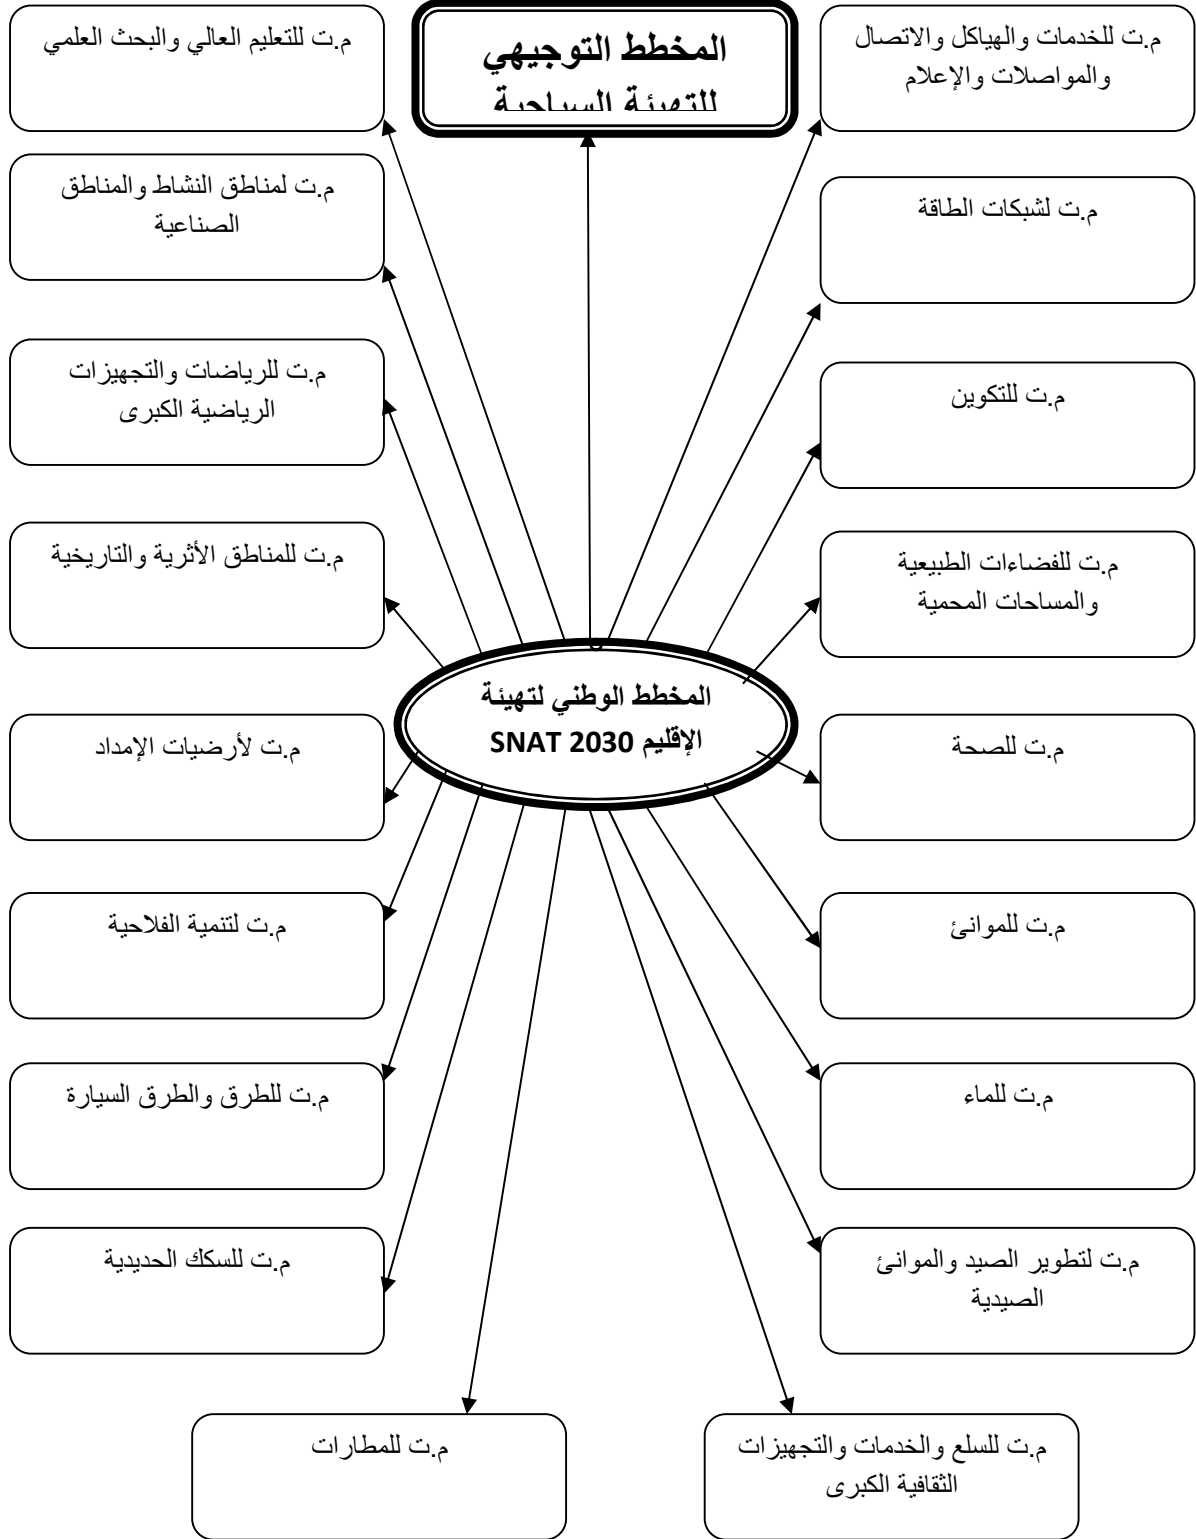 م.ت للخدمات والهياكل والاتصال
والمواصلات والإعلام
المخطط التوجيهي
للتهيئة السياحية
م.ت للتعليم العالي والبحث العلمي
م.ت لشبكات الطاقة
م.ت لمناطق النشاط والمناطق
الصناعية
م.ت للتكوين
م.ت للرياضات والتجهيزات
الرياضية الكبرى
م.ت للفضاءات الطبيعية
والمساحات المحمية
م.ت للمناطق الأثرية والتاريخية
المخطط الوطني لتهيئة
الإقليم SNAT 2030
م.ت للصحة
م.ت لأرضيات الإمداد
م.ت للموانئ
م.ت لتنمية الفلاحية
م.ت للماء
م.ت للطرق والطرق السيارة
م.ت لتطوير الصيد والموانئ
الصيدية
م.ت للسكك الحديدية
م.ت للسلع والخدمات والتجهيزات
الثقافية الكبرى
م.ت للمطارات